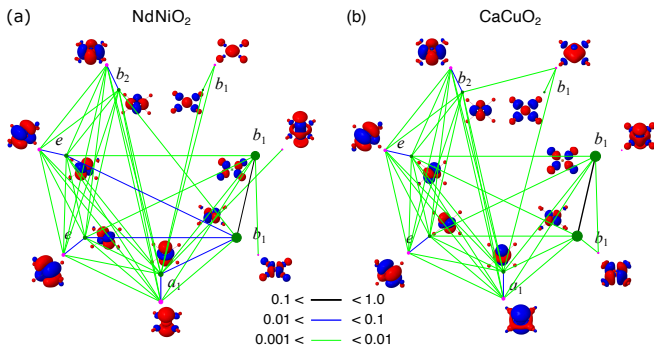 (a) NdNiO₂
b₂
b₁
e
b₁
e
b₁
a₁
(b) CaCuO₂
b₂
b₁
e
b₁
e
b₁
a₁
0.1 < < 1.0
0.01 < < 0.1
0.001 < < 0.01